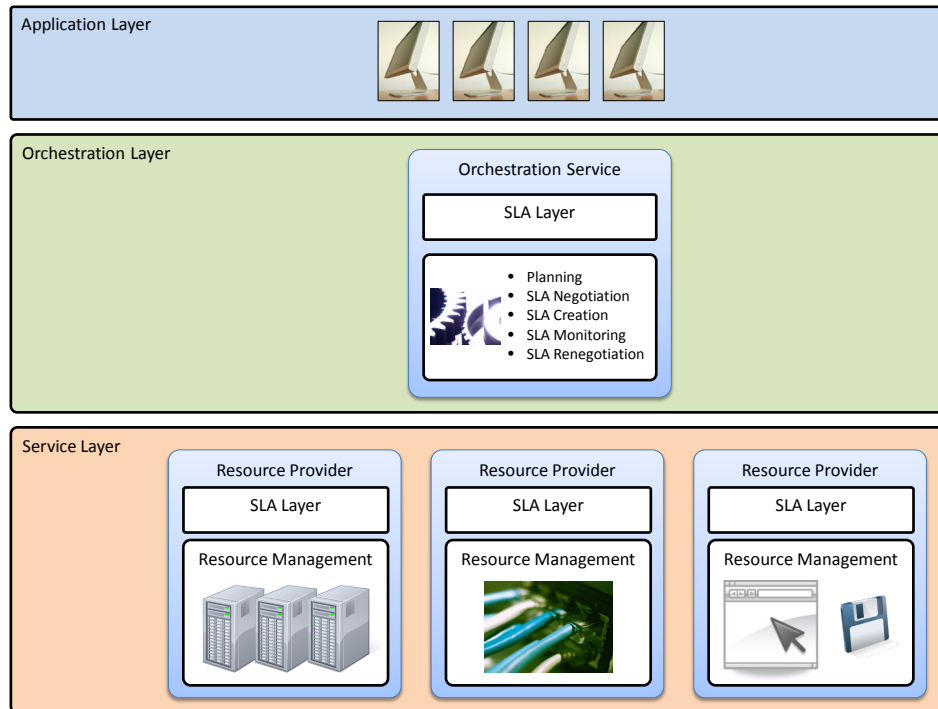 Application Layer
Orchestration Layer
Orchestration Service
SLA Layer
• Planning
• SLA Negotiation
• SLA Creation
• SLA Monitoring
• SLA Renegotiation
Service Layer
Resource Provider
SLA Layer
Resource Management
Resource Provider
SLA Layer
Resource Management
Resource Provider
SLA Layer
Resource Management